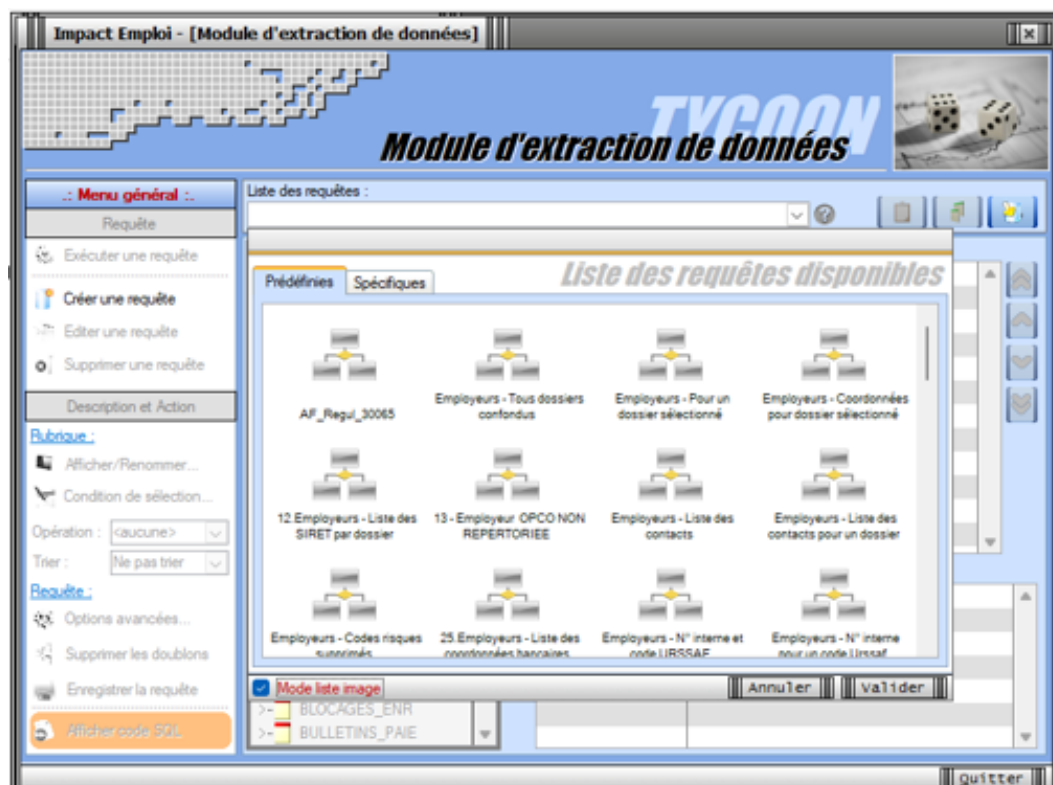 Impact Emploi - [Module d'extraction de données]
TYCOON
Module d'extraction de données
.: Menu général :.
Requête
Exécuter une requête
Créer une requête
Editer une requête
Supprimer une requête
Description et Action
Rubrique :
Afficher/Renommer...
Condition de sélection...
Opération : <aucune>
Trier : Ne pas trier
Requête :
Options avancées...
Supprimer les doublons
Enregistrer la requête
Afficher code SQL
Liste des requêtes :
Liste des requêtes disponibles
Prédéfinies Spécifiques
AF_Regul_30065
Employeurs - Tous dossiers
confondus
Employeurs - Pour un
dossier sélectionné
Employeurs - Coordonnées
pour dossier sélectionné
12.Employeurs - Liste des
SIRET par dossier
13 - Employeur OPCO NON
REPERTORIEE
Employeurs - Liste des
contacts
Employeurs - Liste des
contacts pour un dossier
Employeurs - Codes risques
supprimés
25.Employeurs - Liste des
coordonnées bancaires
Employeurs - N° interne et
code URSSAF
Employeurs - N° interne
pour un code Urssaf
Mode liste image
Annuler Valider
BLOCAGES_ENR
BULLETINS_PAIE
Quitter